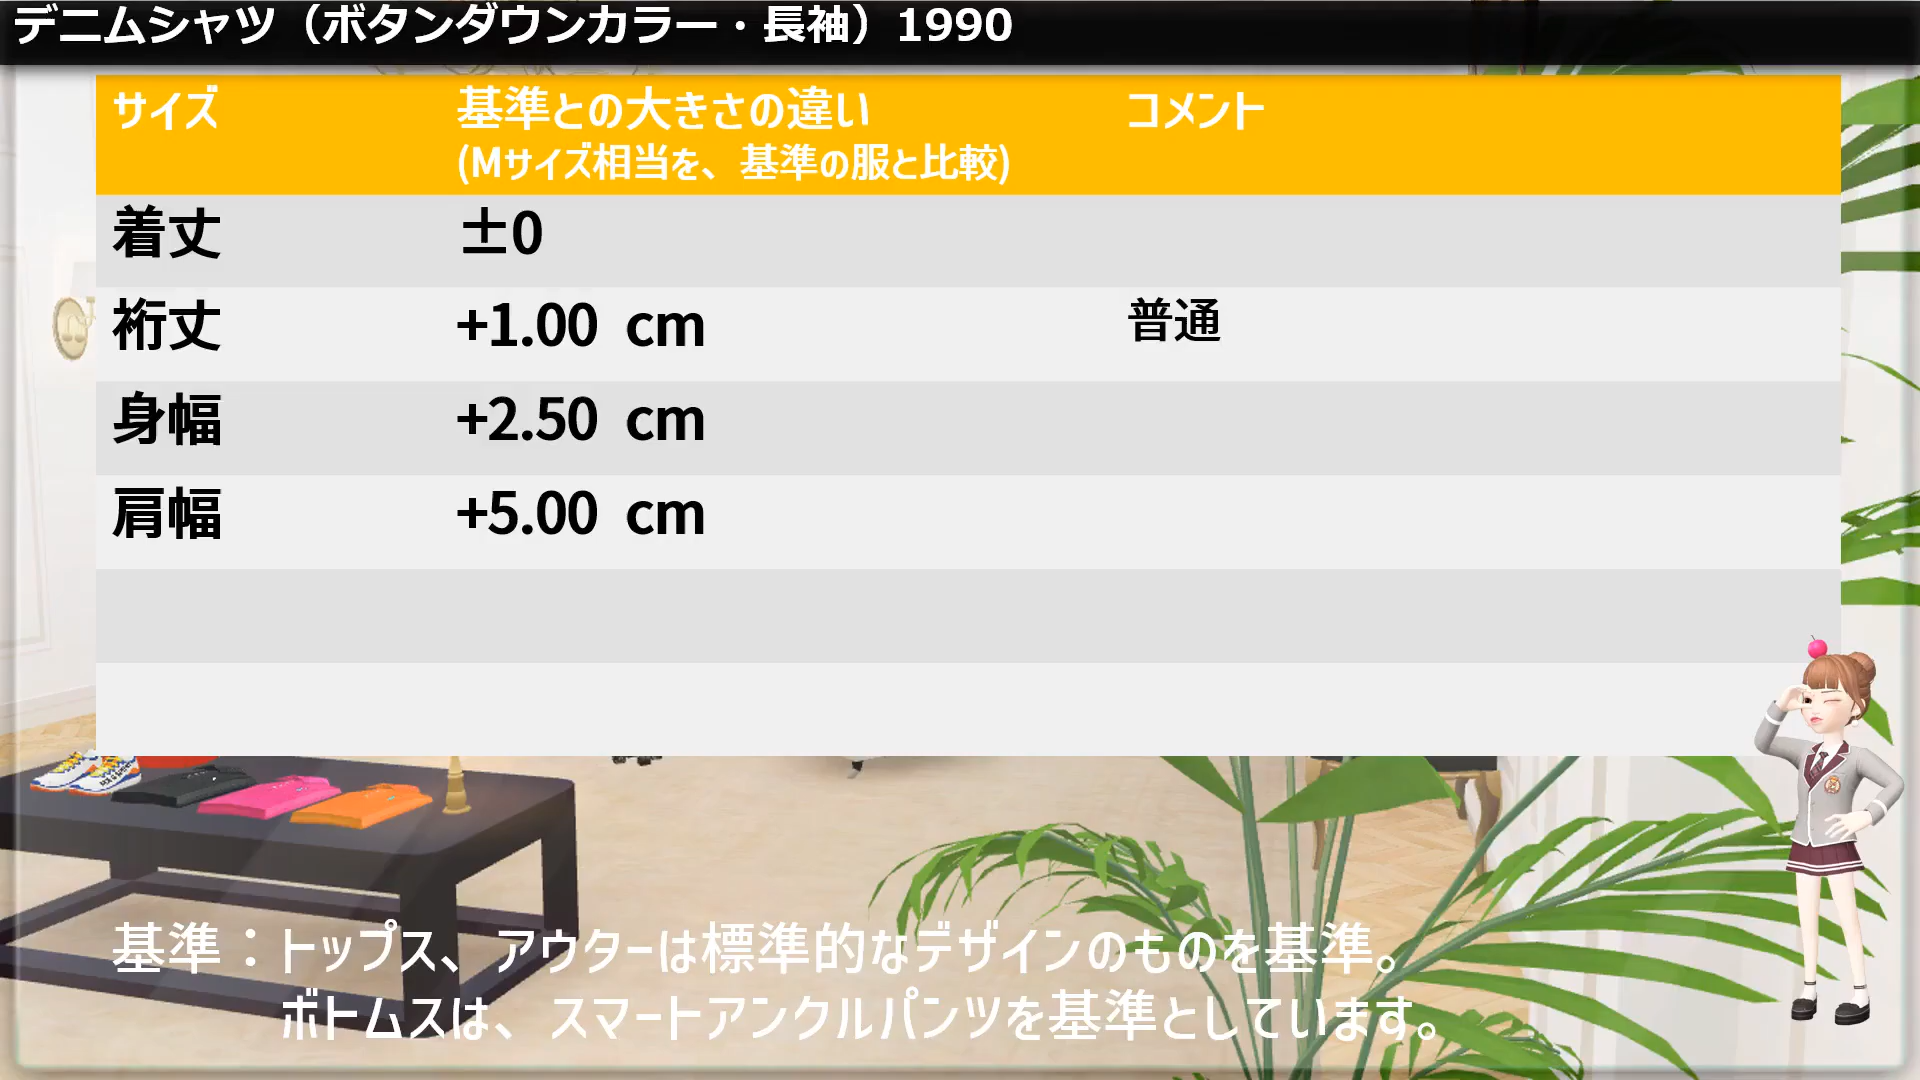 デニムシャツ（ボタンダウンカラー・長袖）1990
サイズ 基準との大きさの違い コメント
(Mサイズ相当を、基準の服と比較)
着丈 ±0
裄丈 +1.00 cm 普通
身幅 +2.50 cm
肩幅 +5.00 cm
基準：トップス、アウターは標準的なデザインのものを基準。
ボトムスは、スマートアンクルパンツを基準としています。